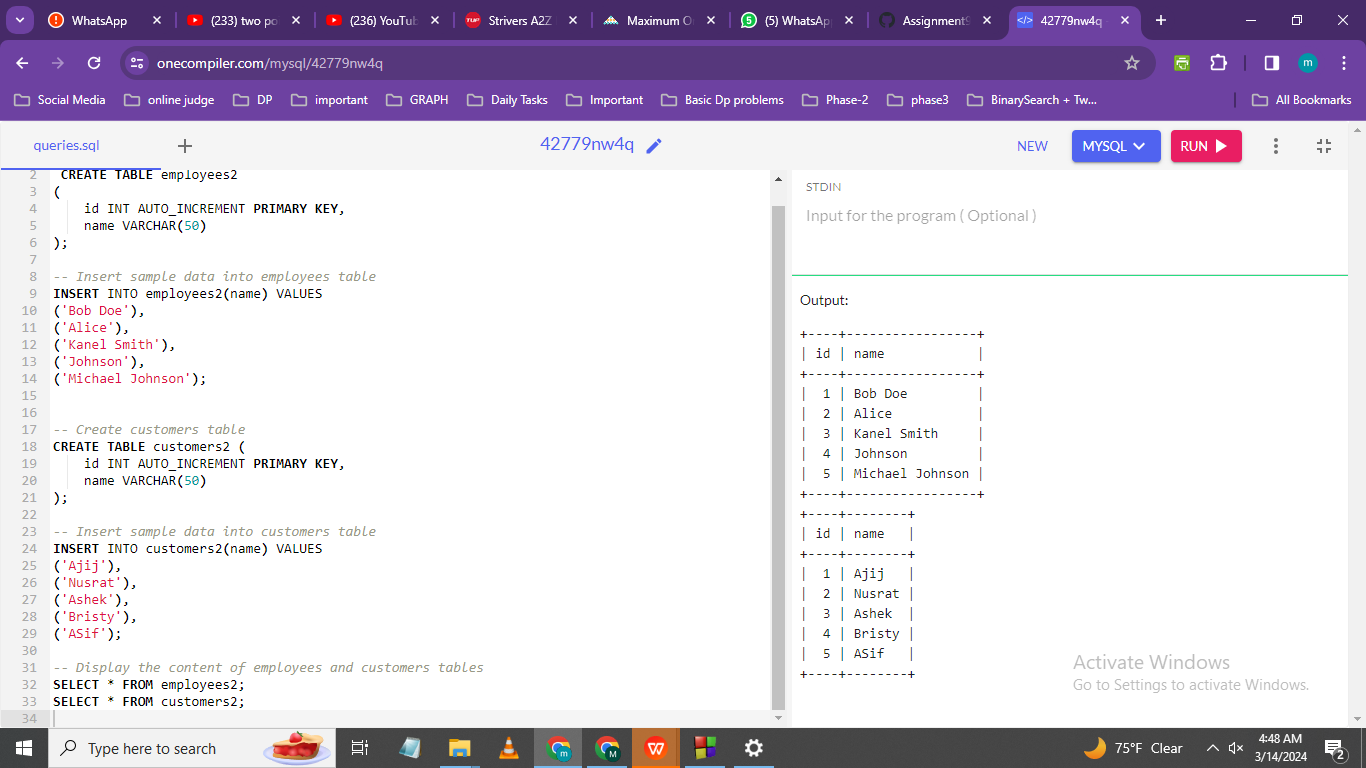 WhatsApp
(233) two po
(236) YouTub
TUF
Strivers A2Z
Maximum O
5
(5) WhatsAp
Assignment
</>
42779nw4q -
onecompiler.com/mysql/42779nw4q
m
Social Media
online judge
DP
important
GRAPH
Daily Tasks
Important
Basic Dp problems
Phase-2
phase3
BinarySearch + Tw...
All Bookmarks
queries.sql
42779nw4q
NEW
MYSQL
RUN
2 CREATE TABLE employees2
3 (
4 id INT AUTO_INCREMENT PRIMARY KEY,
5 name VARCHAR(50)
6 );
7
8 -- Insert sample data into employees table
9 INSERT INTO employees2(name) VALUES
10 ('Bob Doe'),
11 ('Alice'),
12 ('Kanel Smith'),
13 ('Johnson'),
14 ('Michael Johnson');
15
16
17 -- Create customers table
18 CREATE TABLE customers2 (
19 id INT AUTO_INCREMENT PRIMARY KEY,
20 name VARCHAR(50)
21 );
22
23 -- Insert sample data into customers table
24 INSERT INTO customers2(name) VALUES
25 ('Ajij'),
26 ('Nusrat'),
27 ('Ashek'),
28 ('Bristy'),
29 ('ASif');
30
31 -- Display the content of employees and customers tables
32 SELECT * FROM employees2;
33 SELECT * FROM customers2;
34
STDIN
Input for the program ( Optional )
Output:
+----+-----------------+
| id | name            |
+----+-----------------+
|  1 | Bob Doe         |
|  2 | Alice           |
|  3 | Kanel Smith     |
|  4 | Johnson         |
|  5 | Michael Johnson |
+----+-----------------+
+----+--------+
| id | name   |
+----+--------+
|  1 | Ajij   |
|  2 | Nusrat |
|  3 | Ashek  |
|  4 | Bristy |
|  5 | ASif   |
+----+--------+
Activate Windows
Go to Settings to activate Windows.
Type here to search
m
M
W
75°F Clear
4:48 AM
3/14/2024
2